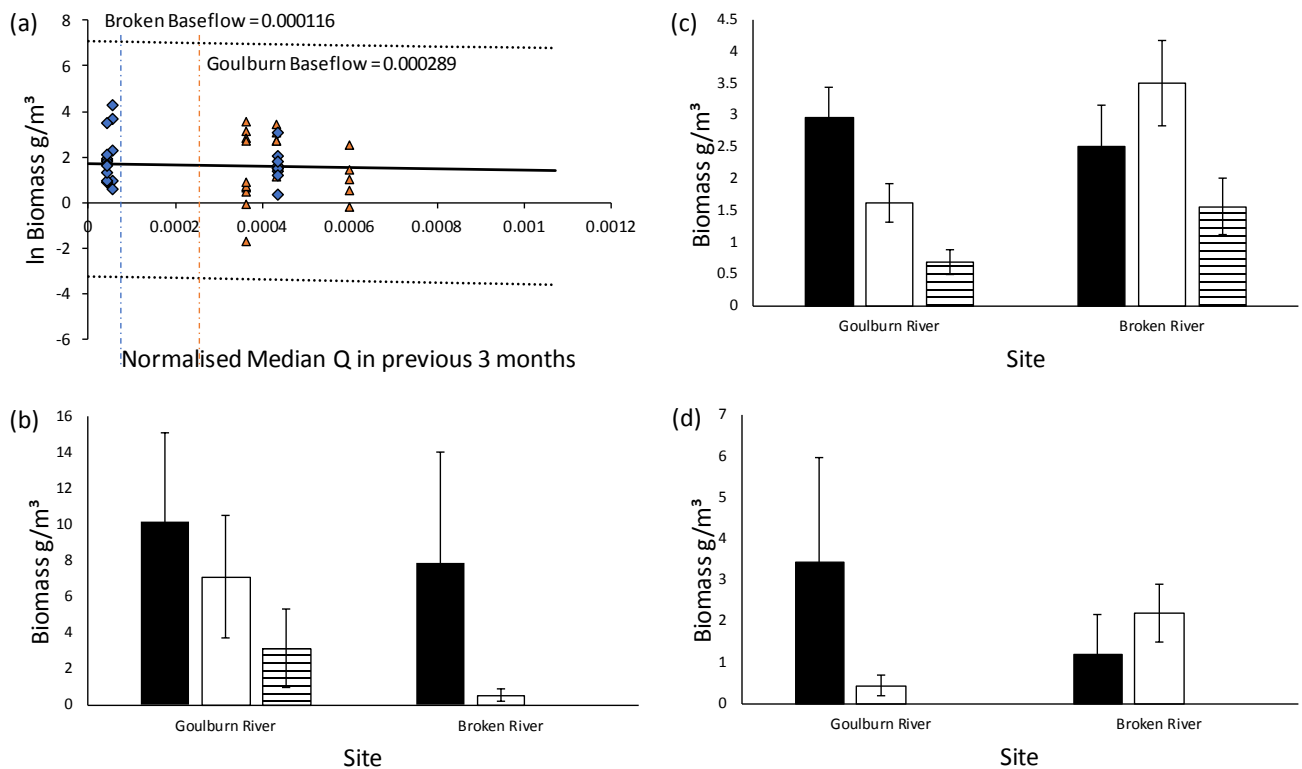 (a)
Broken Baseflow = 0.000116
Goulburn Baseflow = 0.000289
ln Biomass g/m³
8
6
4
2
0
-2
-4
-6
0 0.0002 0.0004 0.0006 0.0008 0.001 0.0012
Normalised Median Q in previous 3 months
(c)
Biomass g/m³
4.5
4
3.5
3
2.5
2
1.5
1
0.5
0
Goulburn River Broken River
Site
(b)
Biomass g/m³
16
14
12
10
8
6
4
2
0
Goulburn River Broken River
Site
(d)
Biomass g/m³
7
6
5
4
3
2
1
0
Goulburn River Broken River
Site